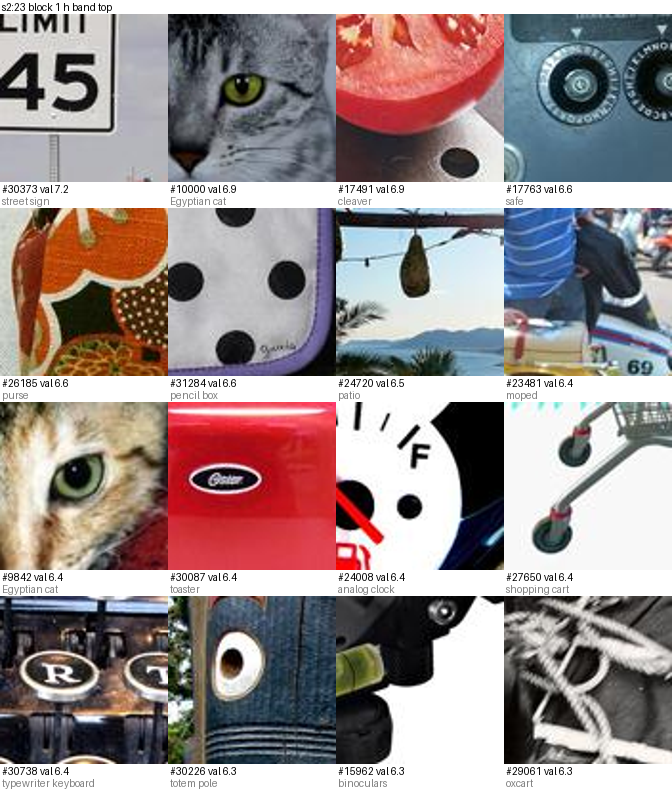 s2:23 block 1 h band top
LIMIT
45
#30373 val 7.2
street sign
#10000 val 6.9
Egyptian cat
#17491 val 6.9
cleaver
#17763 val 6.6
safe
#26185 val 6.6
purse
#31284 val 6.6
pencil box
#24720 val 6.5
patio
69
#23481 val 6.4
moped
#9842 val 6.4
Egyptian cat
Oster
#30087 val 6.4
toaster
F
#24008 val 6.4
analog clock
#27650 val 6.4
shopping cart
R
T
#30738 val 6.4
typewriter keyboard
#30226 val 6.3
totem pole
#15962 val 6.3
binoculars
#29061 val 6.3
oxcart